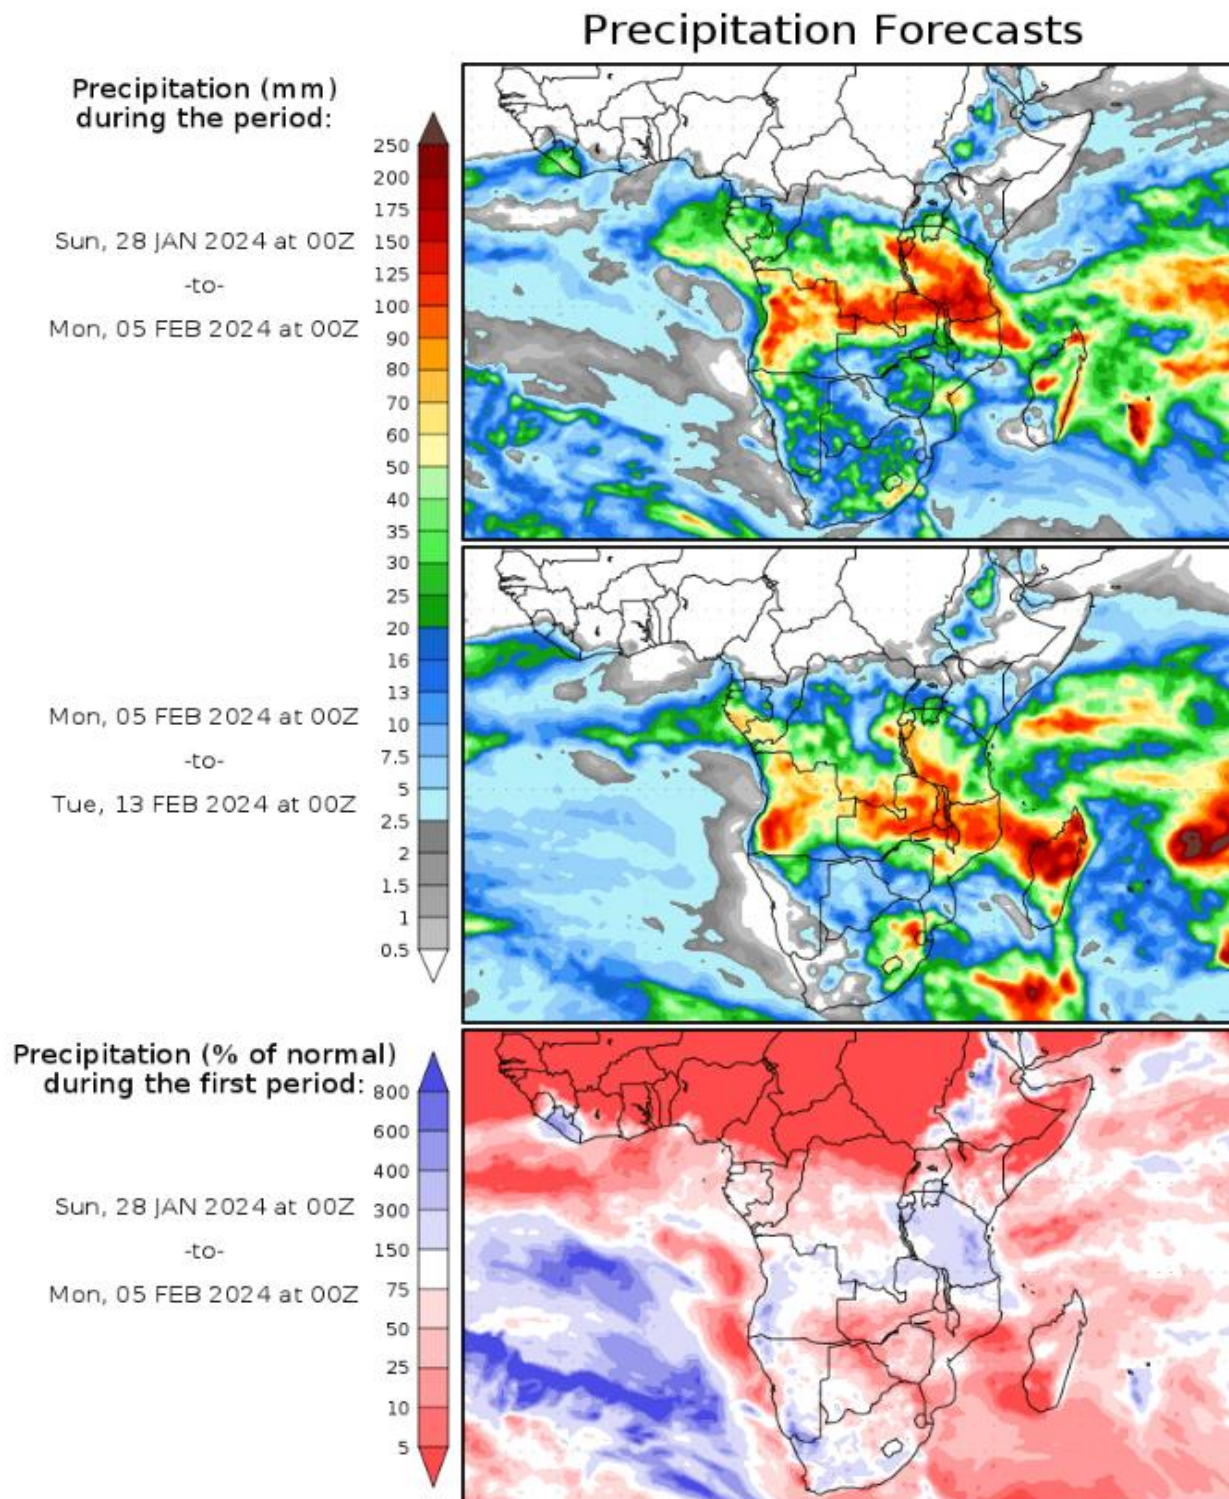 Precipitation Forecasts
Precipitation (mm)
during the period:
250
200
175
150
125
100
90
80
70
60
50
40
35
30
25
20
16
13
10
7.5
5
2.5
2
1.5
1
0.5
Sun, 28 JAN 2024 at 00Z
-to-
Mon, 05 FEB 2024 at 00Z
Mon, 05 FEB 2024 at 00Z
-to-
Tue, 13 FEB 2024 at 00Z
Precipitation (% of normal)
during the first period:
800
600
400
300
150
75
50
25
10
5
Sun, 28 JAN 2024 at 00Z
-to-
Mon, 05 FEB 2024 at 00Z